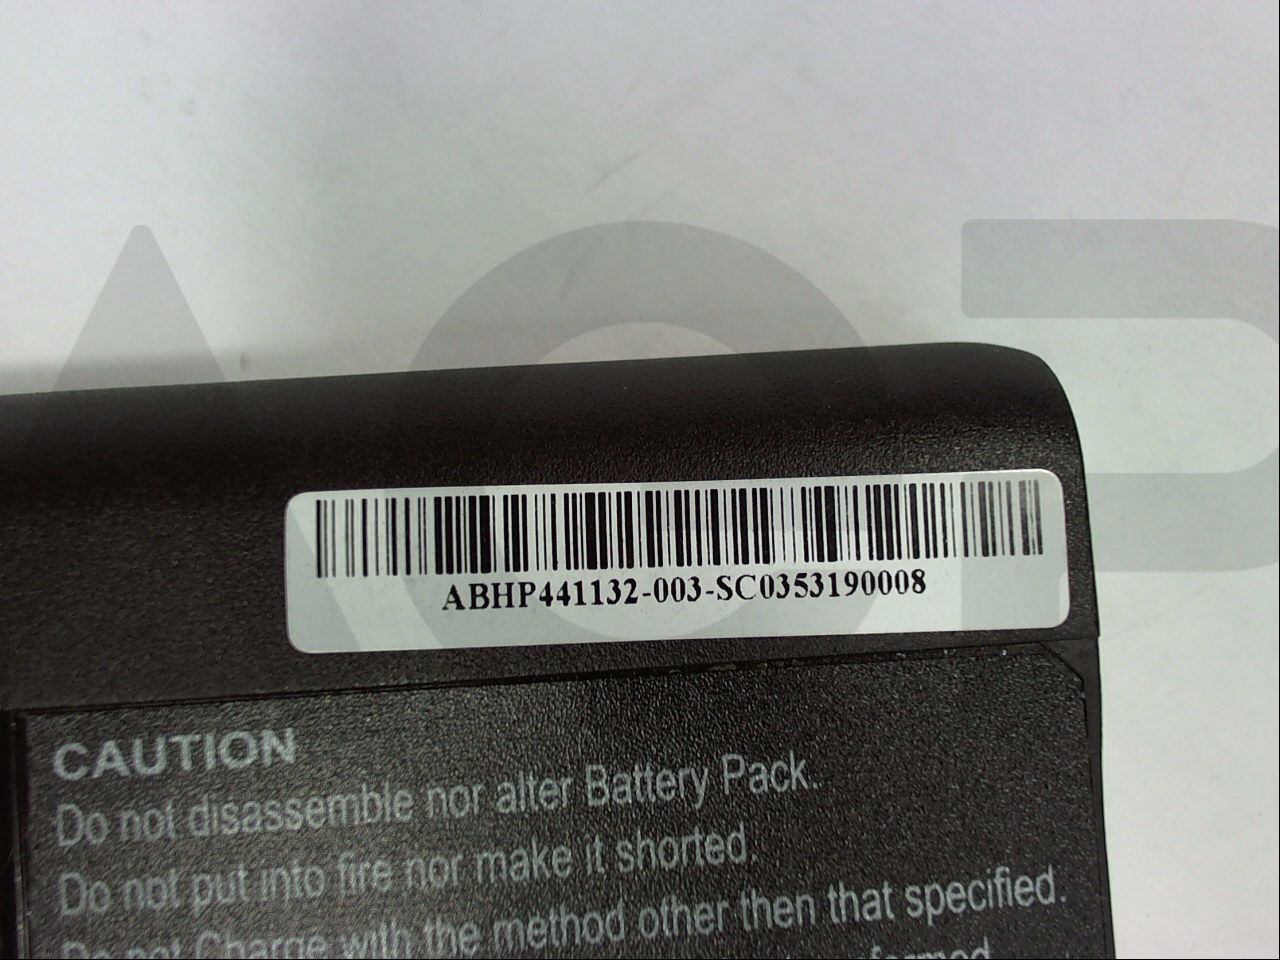 ABHP441132-003-SC0353190008
CAUTION
Do not disassemble nor alter Battery Pack.
Do not put into fire nor make it shorted.
Do not Charge with the method other then that specified.